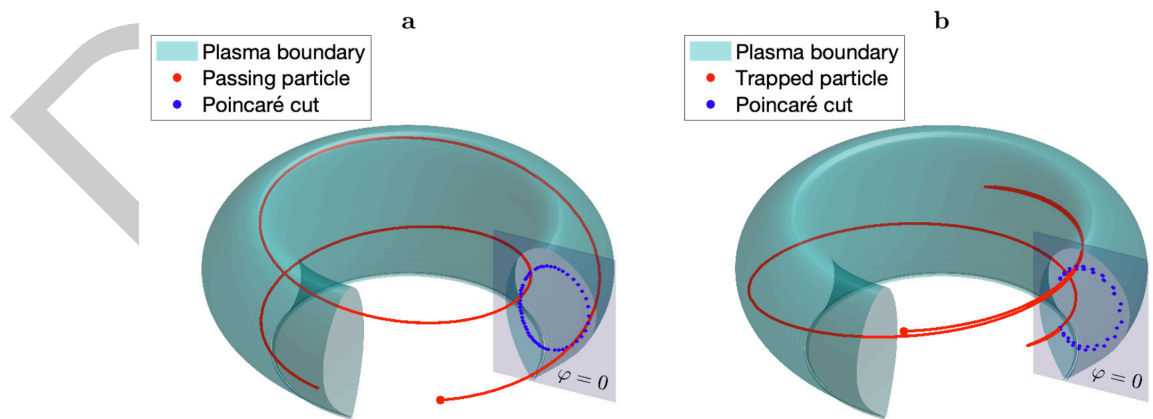 a
Plasma boundary
Passing particle
Poincaré cut
φ = 0
b
Plasma boundary
Trapped particle
Poincaré cut
φ = 0